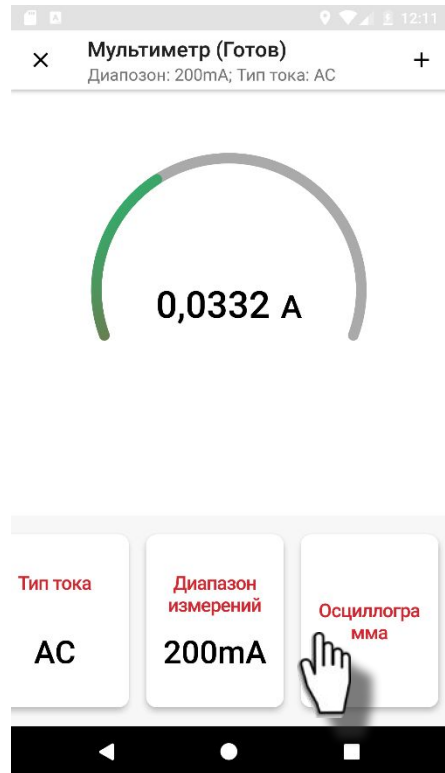 12:11
Мультиметр (Готов)
Диапозон: 200mA; Тип тока: AC
0,0332 A
Тип тока
AC
Диапазон
измерений
200mA
Осциллогра
мма